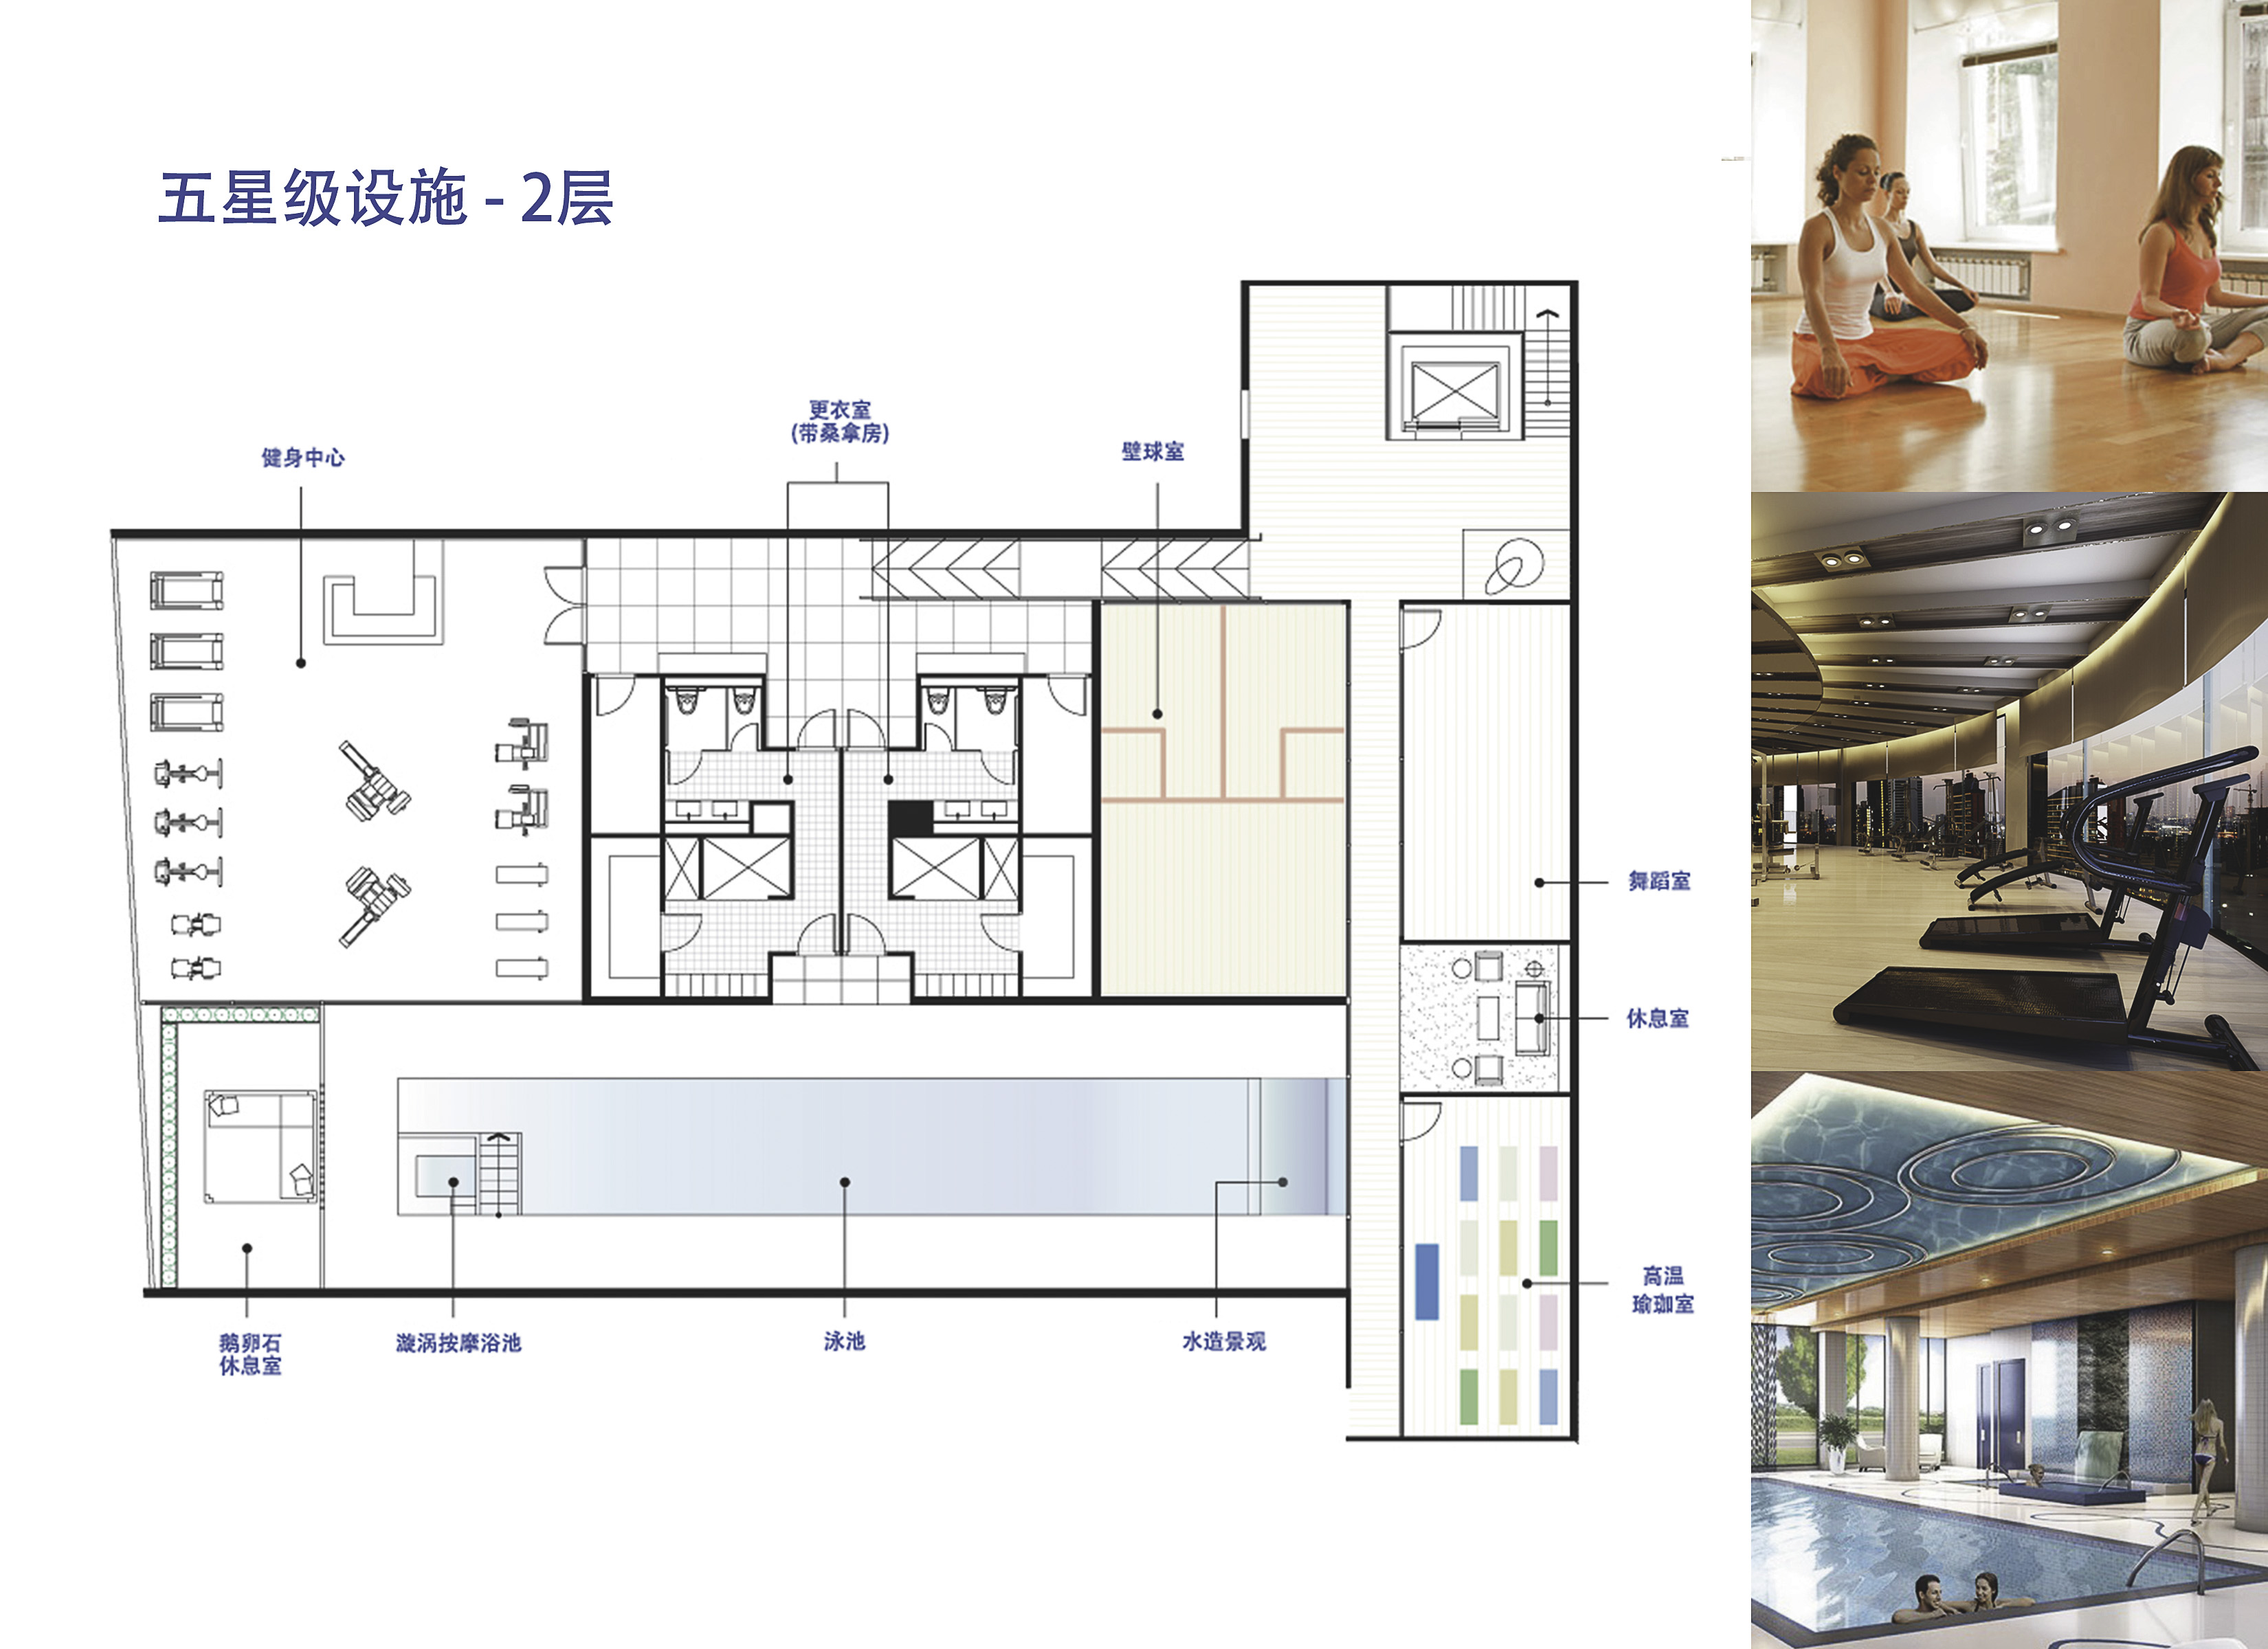 五星级设施 - 2层
更衣室
(带桑拿房)
健身中心
壁球室
舞蹈室
休息室
高温
瑜珈室
鹅卵石
休息室
漩涡按摩浴池
泳池
水造景观